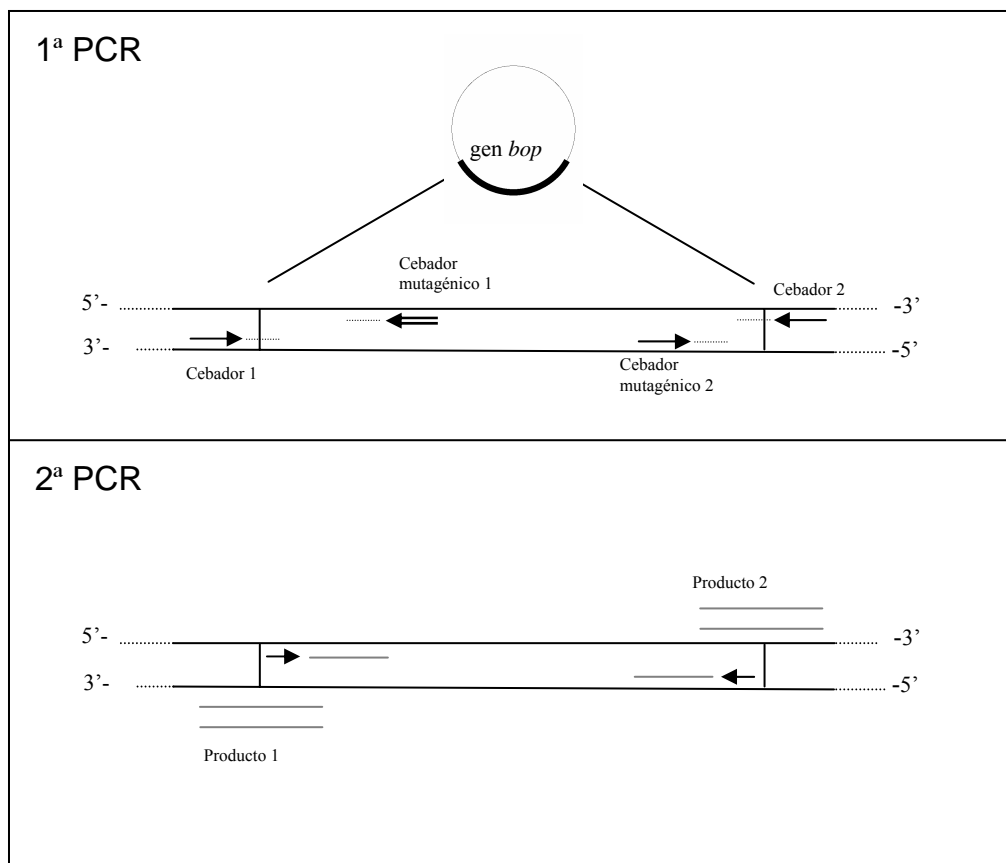 1ª PCR
gen bop
Cebador
mutagénico 1
Cebador 2
5’-
-3’
3’-
-5’
Cebador 1
Cebador
mutagénico 2
2ª PCR
Producto 2
5’-
-3’
3’-
-5’
Producto 1